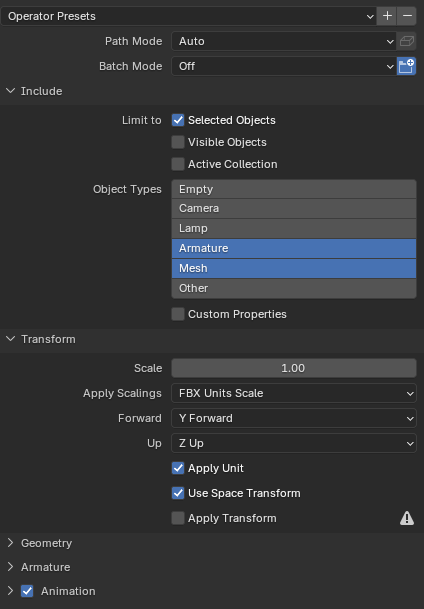 Operator Presets
Path Mode Auto
Batch Mode Off
Include
Limit to Selected Objects
Visible Objects
Active Collection
Object Types Empty
Camera
Lamp
Armature
Mesh
Other
Custom Properties
Transform
Scale 1.00
Apply Scalings FBX Units Scale
Forward Y Forward
Up Z Up
Apply Unit
Use Space Transform
Apply Transform
Geometry
Armature
Animation